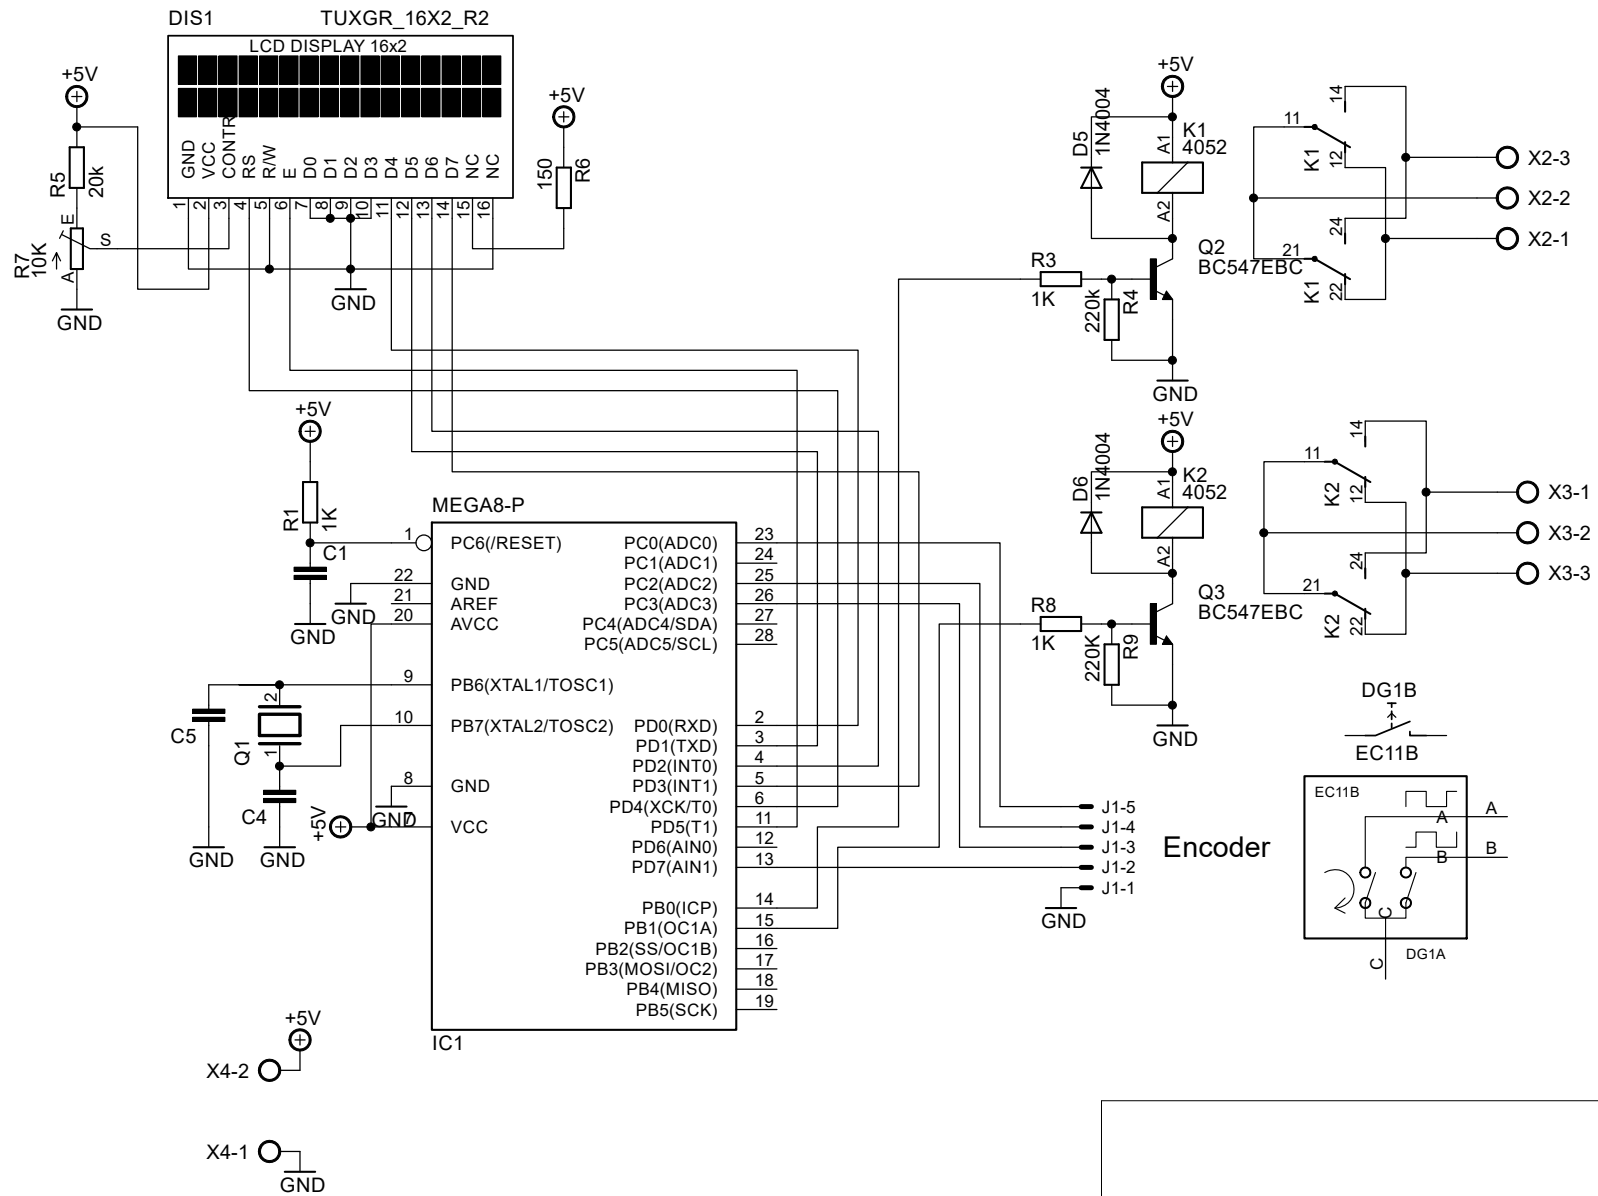 DIS1
TUXGR_16X2_R2
LCD DISPLAY 16x2
GND
VCC
CONTR
RS
R/W
E
D0
D1
D2
D3
D4
D5
D6
D7
NC
NC
1
2
3
4
5
6
7
8
9
10
11
12
13
14
15
16
+5V
R5
20k
E
S
A
R7
10K
GND
GND
+5V
150
R6
+5V
R1
1K
C1
GND
GND
C5
GND
2
Q1
1
C4
GND
+5V
GND
MEGA8-P
1
PC6(/RESET)
22
GND
21
AREF
20
AVCC
9
PB6(XTAL1/TOSC1)
10
PB7(XTAL2/TOSC2)
8
GND
7
VCC
PC0(ADC0)
23
PC1(ADC1)
24
PC2(ADC2)
25
PC3(ADC3)
26
PC4(ADC4/SDA)
27
PC5(ADC5/SCL)
28
PD0(RXD)
2
PD1(TXD)
3
PD2(INT0)
4
PD3(INT1)
5
PD4(XCK/T0)
6
PD5(T1)
11
PD6(AIN0)
12
PD7(AIN1)
13
PB0(ICP)
14
PB1(OC1A)
15
PB2(SS/OC1B)
16
PB3(MOSI/OC2)
17
PB4(MISO)
18
PB5(SCK)
19
IC1
+5V
X4-2
X4-1
GND
+5V
D5
1N4004
A1
K1
4052
A2
Q2
BC547EBC
R3
1K
220k
R4
GND
14
11
12
K1
24
21
22
K1
X2-3
X2-2
X2-1
+5V
D6
1N4004
A1
K2
4052
A2
Q3
BC547EBC
R8
1K
220K
R9
GND
14
11
12
K2
24
21
22
K2
X3-1
X3-2
X3-3
J1-5
J1-4
J1-3
J1-2
J1-1
GND
Encoder
DG1B
EC11B
EC11B
A
A
B
B
C
C
DG1A